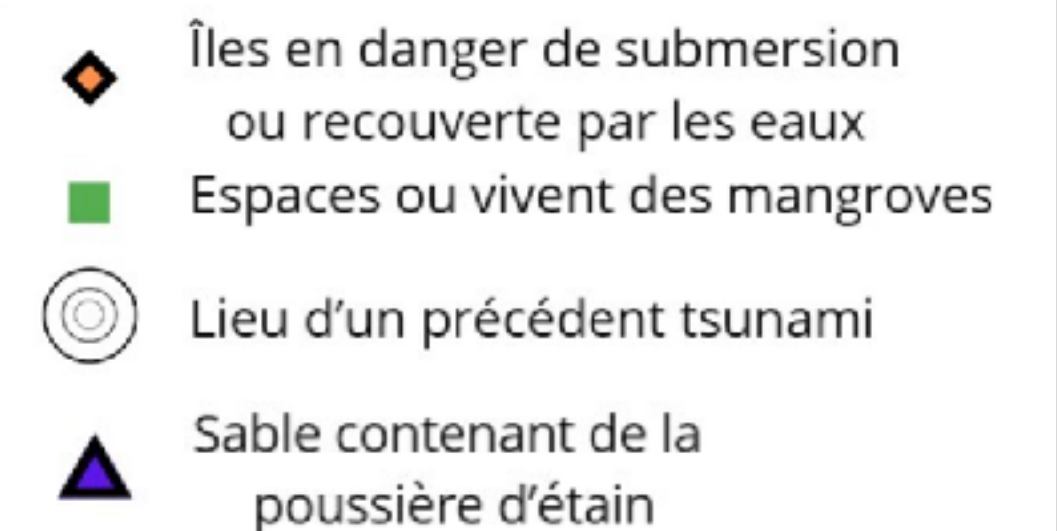 Îles en danger de submersion
ou recouverte par les eaux
Espaces ou vivent des mangroves
Lieu d’un précédent tsunami
Sable contenant de la
poussière d’étain